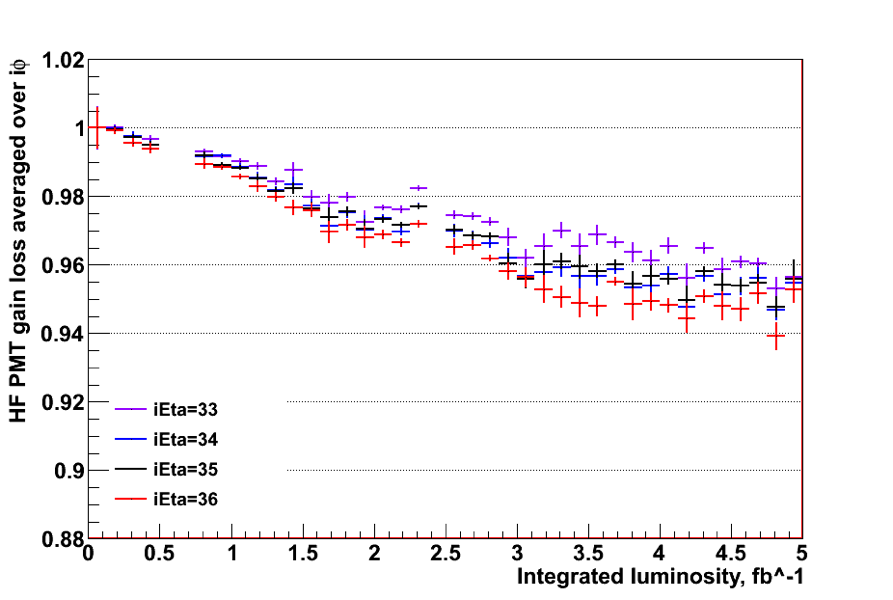 HF PMT gain loss averaged over iϕ
1.02
1
0.98
0.96
0.94
0.92
0.9
0.88
iEta=33
iEta=34
iEta=35
iEta=36
0 0.5 1 1.5 2 2.5 3 3.5 4 4.5 5
Integrated luminosity, fb^-1